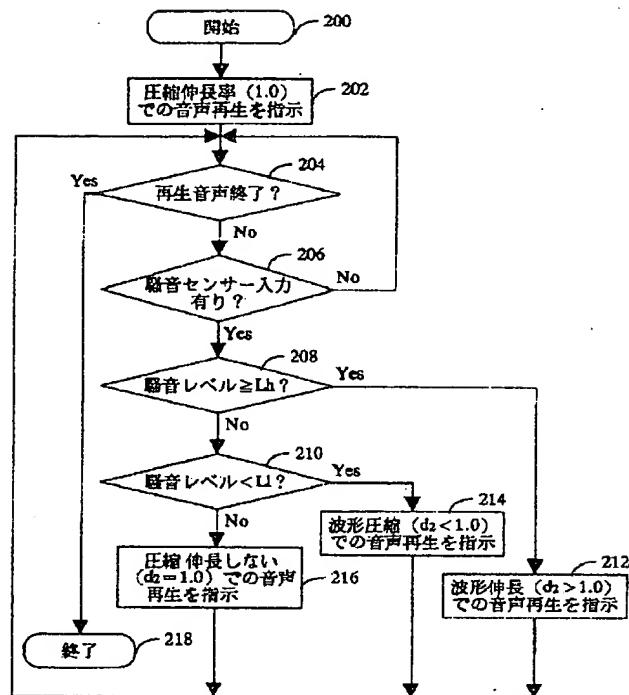 開始
200
圧縮伸長率（1.0）
での音声再生を指示
202
204
Yes
再生音声終了？
No
206
騒音センサー入力
有り？
No
Yes
208
騒音レベル≧Lh？
Yes
No
210
騒音レベル＜Ll？
Yes
No
214
波形圧縮（d2＜1.0）
での音声再生を指示
圧縮伸長しない
（d2＝1.0）での音声
再生を指示
216
212
波形伸長（d2＞1.0）
での音声再生を指示
終了
218